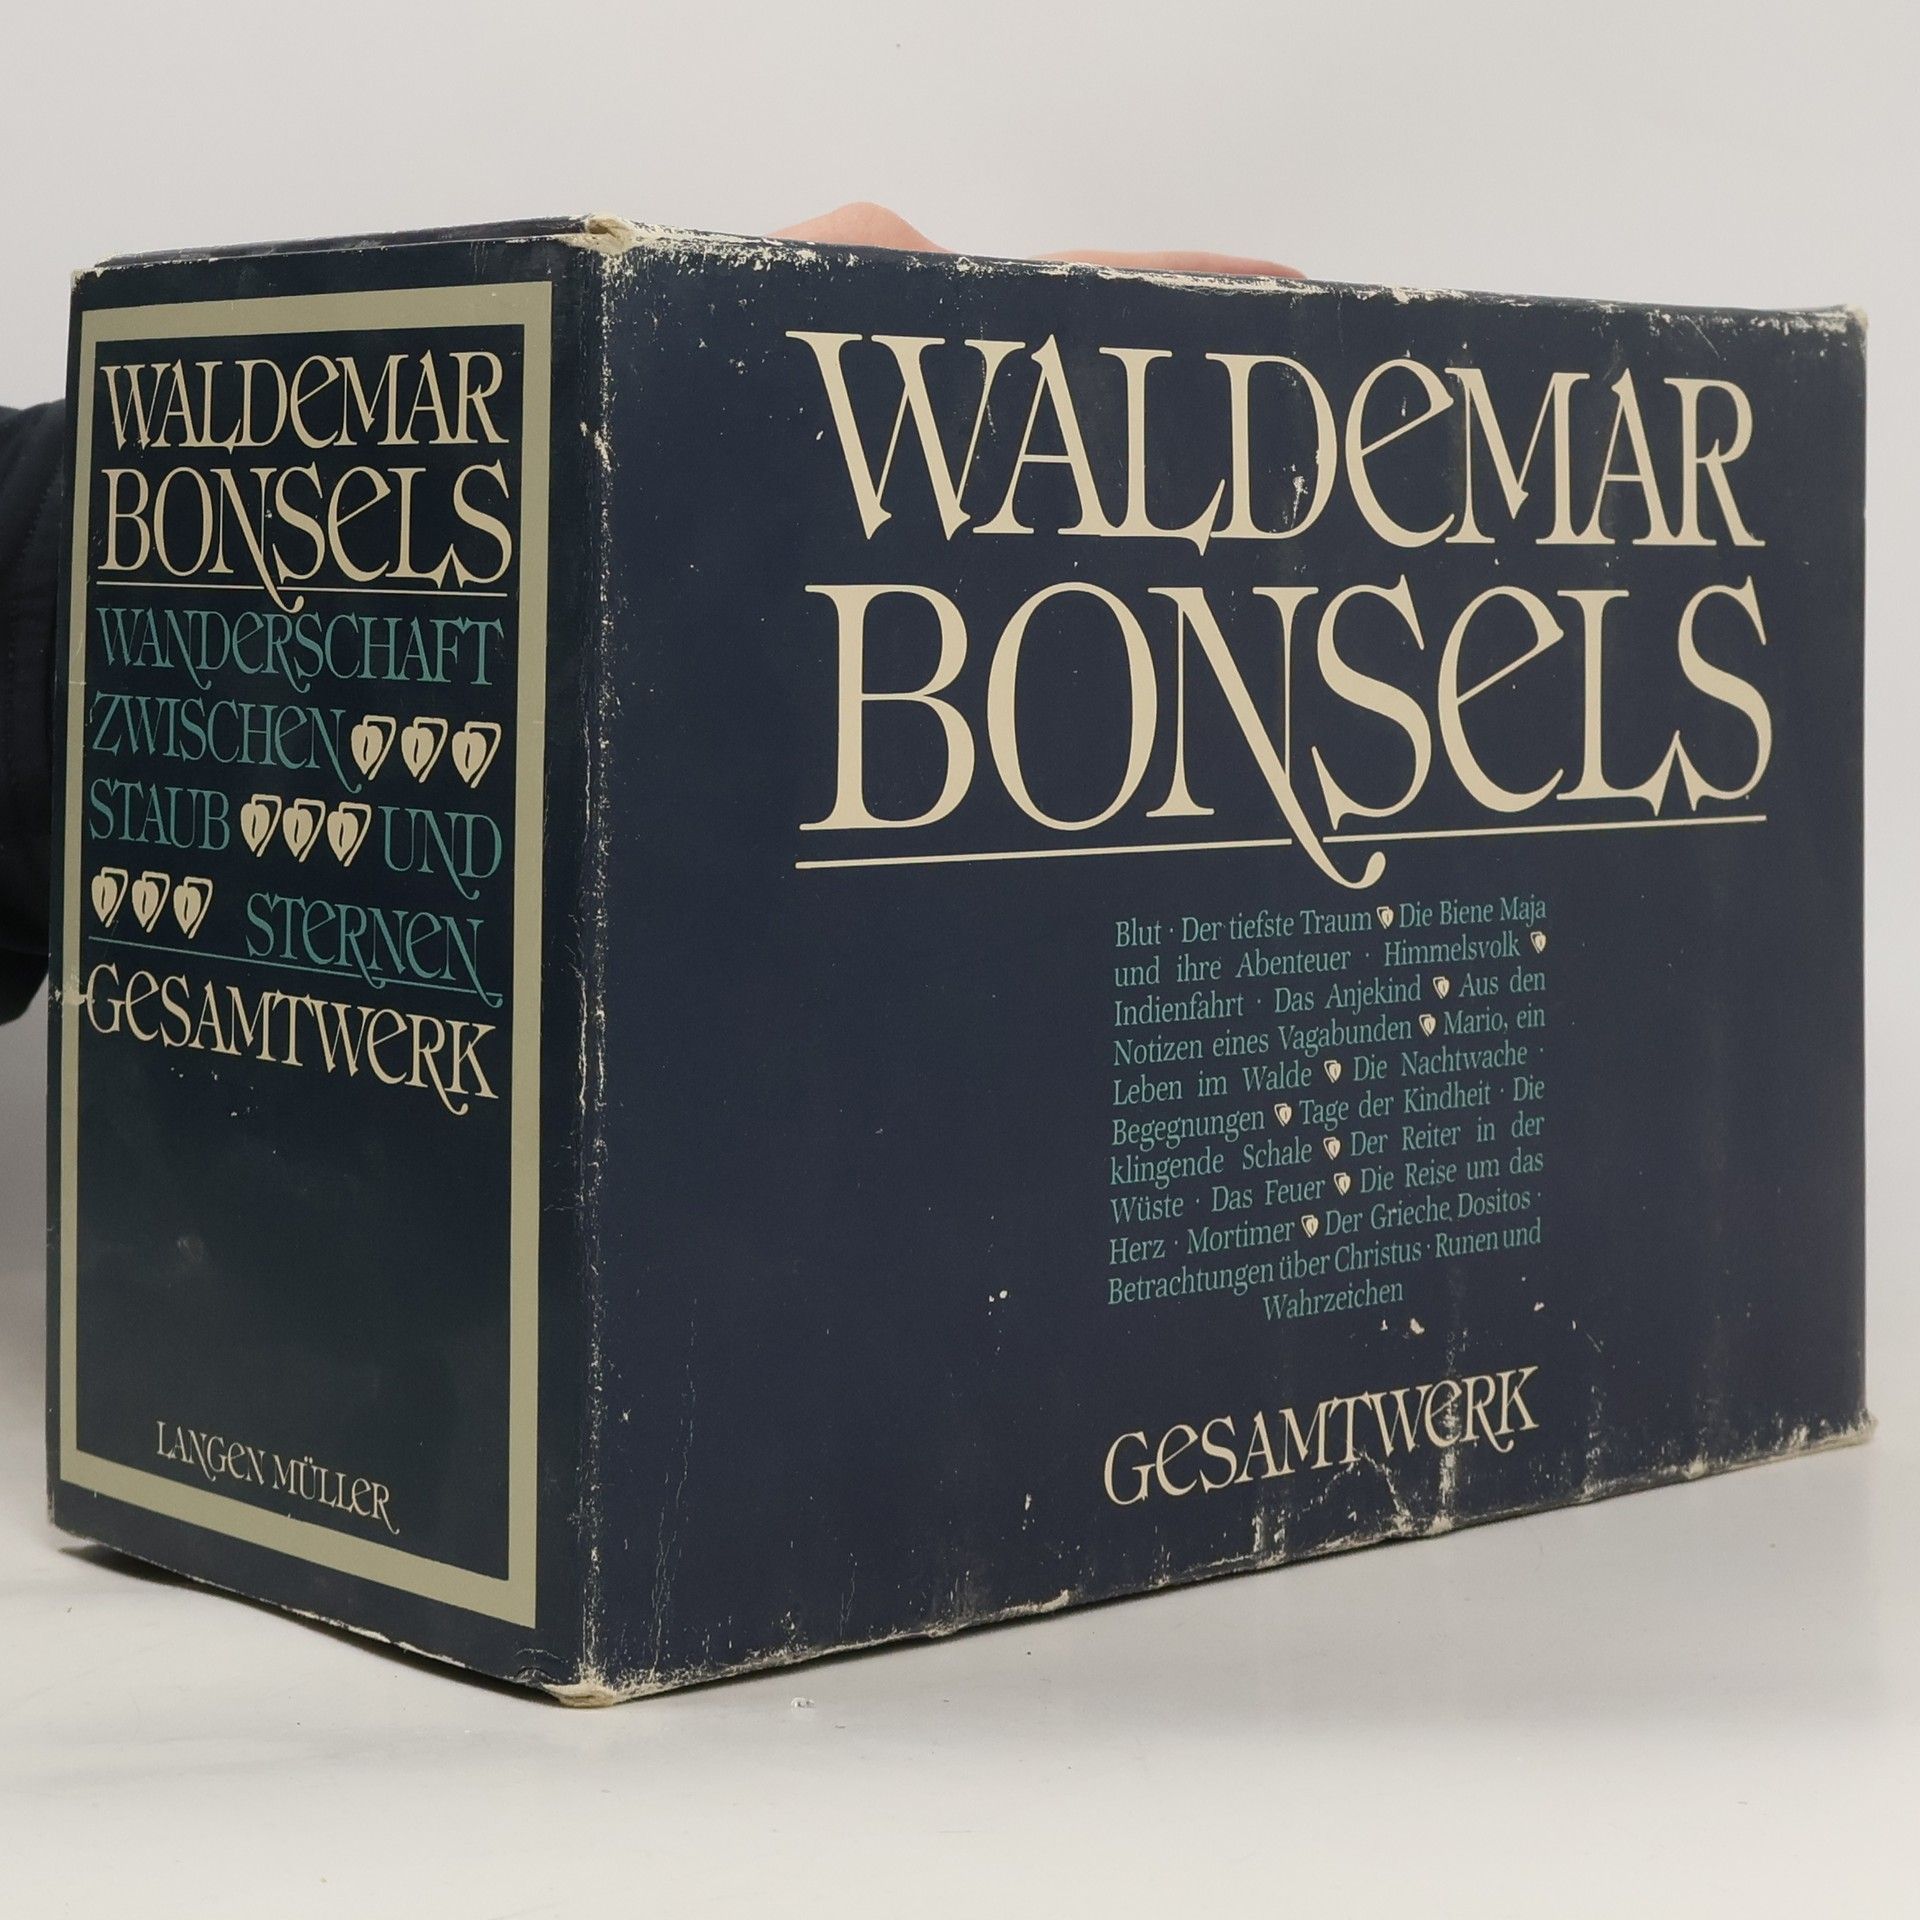 WALDEMAR
BONSELS
WANDERSCHAFT
ZWISCHEN
STAUB UND
STERNEN
GESAMTWERK
LANGEN MÜLLER
WALDEMAR
BONSELS
Blut · Der tiefste Traum Die Biene Maja
und ihre Abenteuer · Himmelsvolk
Indienfahrt · Das Anjekind Aus den
Notizen eines Vagabunden Mario, ein
Leben im Walde Die Nachtwache ·
Begegnungen Tage der Kindheit · Die
klingende Schale Der Reiter in der
Wüste · Das Feuer Die Reise um das
Herz · Mortimer Der Grieche Dositos ·
Betrachtungen über Christus · Runen und
Wahrzeichen
GESAMTWERK